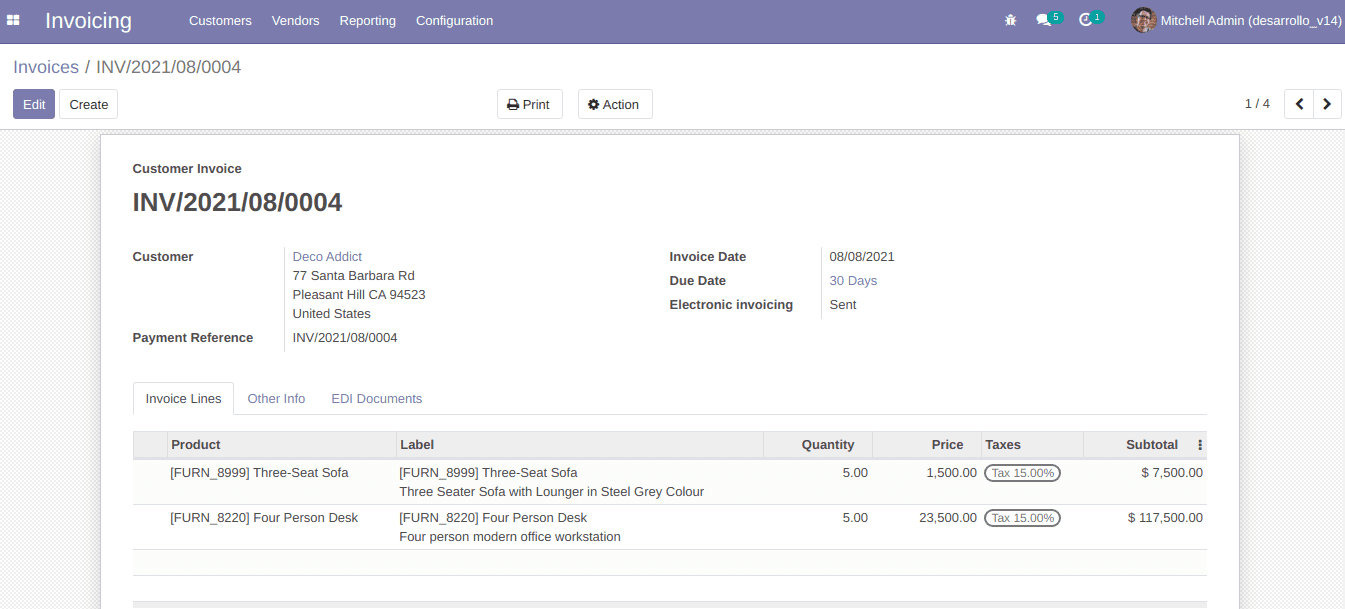 Invoicing Customers Vendors Reporting Configuration 5 1 Mitchell Admin (desarrollo_v14)
Invoices / INV/2021/08/0004
Edit Create Print Action 1 / 4
Customer Invoice
INV/2021/08/0004
Customer Deco Addict Invoice Date 08/08/2021
77 Santa Barbara Rd
Pleasant Hill CA 94523 Due Date 30 Days
United States Electronic invoicing Sent
Payment Reference INV/2021/08/0004
Invoice Lines Other Info EDI Documents
Product Label Quantity Price Taxes Subtotal
[FURN_8999] Three-Seat Sofa [FURN_8999] Three-Seat Sofa 5.00 1,500.00 Tax 15.00% $ 7,500.00
Three Seater Sofa with Lounger in Steel Grey Colour
[FURN_8220] Four Person Desk [FURN_8220] Four Person Desk 5.00 23,500.00 Tax 15.00% $ 117,500.00
Four person modern office workstation